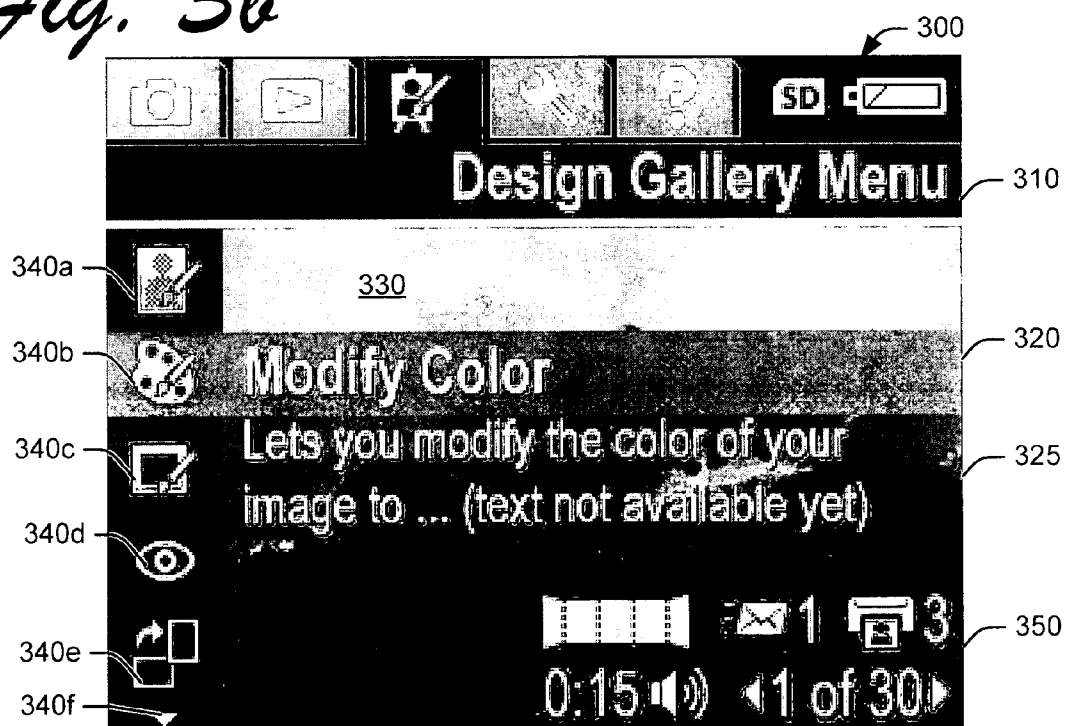 Fig. 3b
300
SD
Design Gallery Menu
310
340a
330
340b
Modify Color
320
340c
Lets you modify the color of your
325
image to ... (text not available yet)
340d
1 3
350
340e
0:15 1 of 30
340f